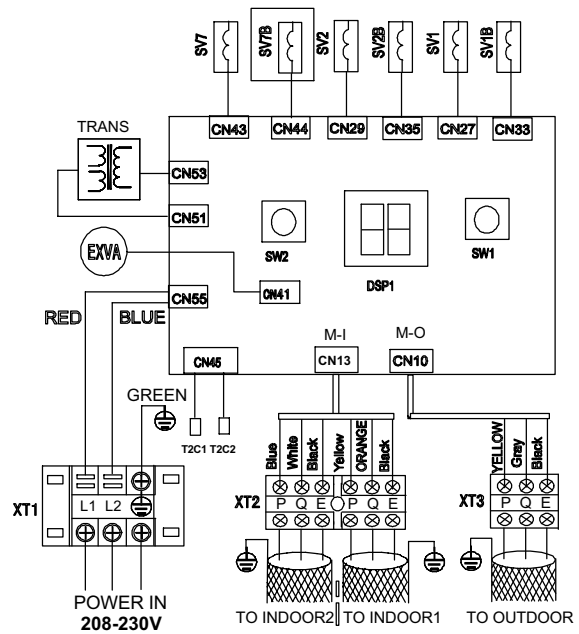 SV7
SV7B
SV2
SV2B
SV1
SV1B
CN43
CN44
CN29
CN35
CN27
CN33
TRANS
CN53
CN51
SW2
DSP1
SW1
EXVA
CN41
CN55
RED
BLUE
M-I
M-O
CN45
CN13
CN10
GREEN
T2C1 T2C2
Blue
White
Black
Yellow
ORANGE
Black
YELLOW
Gray
Black
XT1
L1 L2
XT2
P Q E
P Q E
XT3
P Q E
POWER IN
208-230V
TO INDOOR2
TO INDOOR1
TO OUTDOOR